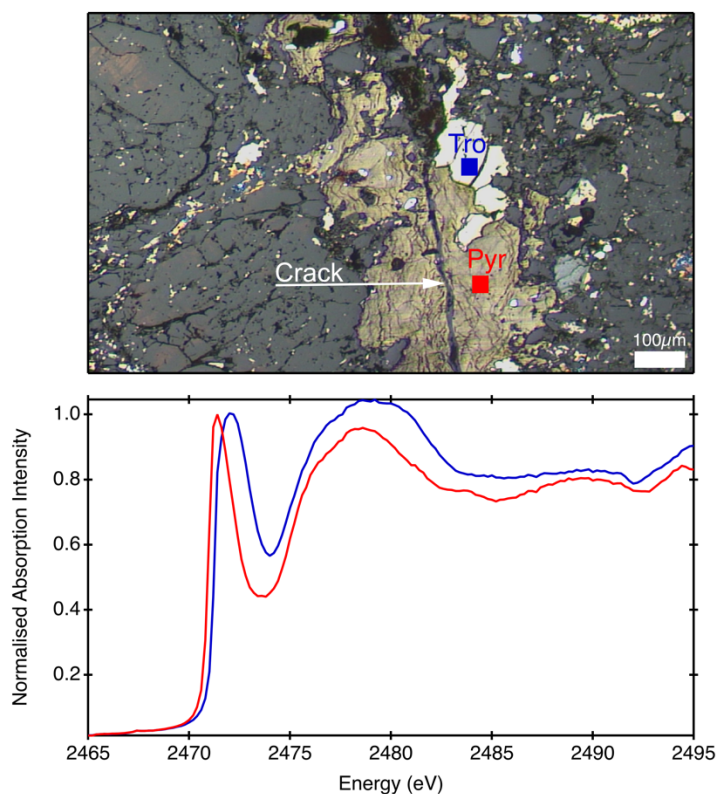 Tro
Pyr
Crack
100µm
Normalised Absorption Intensity
1.0
0.8
0.6
0.4
0.2
2465 2470 2475 2480 2485 2490 2495
Energy (eV)